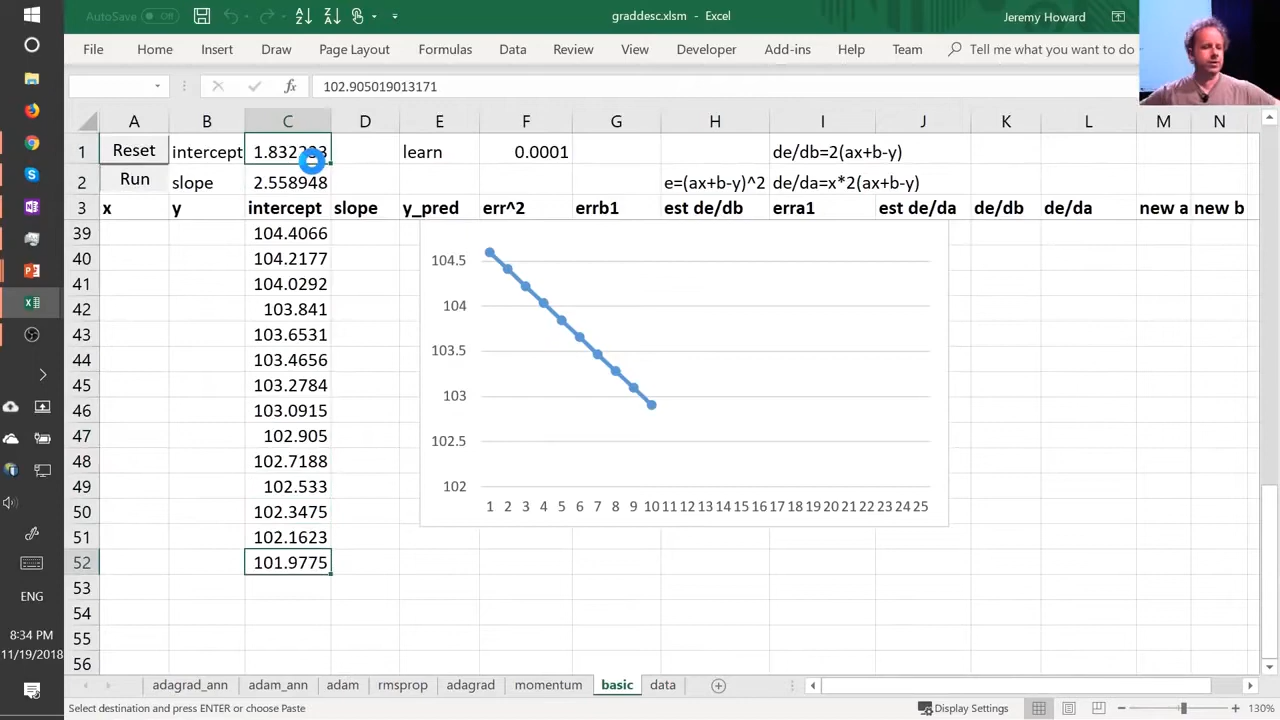 AutoSave Off graddesc.xlsm - Excel Jeremy Howard
File Home Insert Draw Page Layout Formulas Data Review View Developer Add-ins Help Team Tell me what you want to do
fx 102.905019013171
A B C D E F G H I J K L M N
1 Reset intercept learn 0.0001 de/db=2(ax+b-y)
2 Run slope 2.558948 e=(ax+b-y)^2 de/da=x*2(ax+b-y)
3 x y intercept slope y_pred err^2 errb1 est de/db erra1 est de/da de/db de/da new a new b
39 104.4066
40 104.2177
41 104.0292
42 103.841
43 103.6531
44 103.4656
45 103.2784
46 103.0915
47 102.905
48 102.7188
49 102.533
50 102.3475
51 102.1623
52 101.9775
53
54
55
56
104.5
104
103.5
103
102.5
102
1 2 3 4 5 6 7 8 9 10 11 12 13 14 15 16 17 18 19 20 21 22 23 24 25
adagrad_ann adam_ann adam rmsprop adagrad momentum basic data
Select destination and press ENTER or choose Paste Display Settings 130%
ENG
8:34 PM
11/19/2018